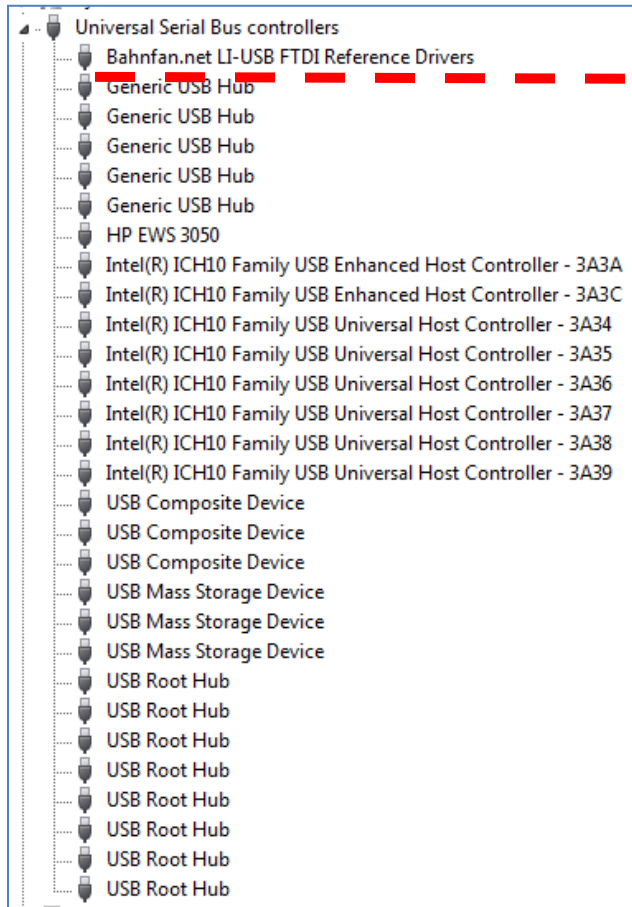 Universal Serial Bus controllers
Bahnfan.net LI-USB FTDI Reference Drivers
Generic USB Hub
Generic USB Hub
Generic USB Hub
Generic USB Hub
Generic USB Hub
HP EWS 3050
Intel(R) ICH10 Family USB Enhanced Host Controller - 3A3A
Intel(R) ICH10 Family USB Enhanced Host Controller - 3A3C
Intel(R) ICH10 Family USB Universal Host Controller - 3A34
Intel(R) ICH10 Family USB Universal Host Controller - 3A35
Intel(R) ICH10 Family USB Universal Host Controller - 3A36
Intel(R) ICH10 Family USB Universal Host Controller - 3A37
Intel(R) ICH10 Family USB Universal Host Controller - 3A38
Intel(R) ICH10 Family USB Universal Host Controller - 3A39
USB Composite Device
USB Composite Device
USB Composite Device
USB Mass Storage Device
USB Mass Storage Device
USB Mass Storage Device
USB Root Hub
USB Root Hub
USB Root Hub
USB Root Hub
USB Root Hub
USB Root Hub
USB Root Hub
USB Root Hub